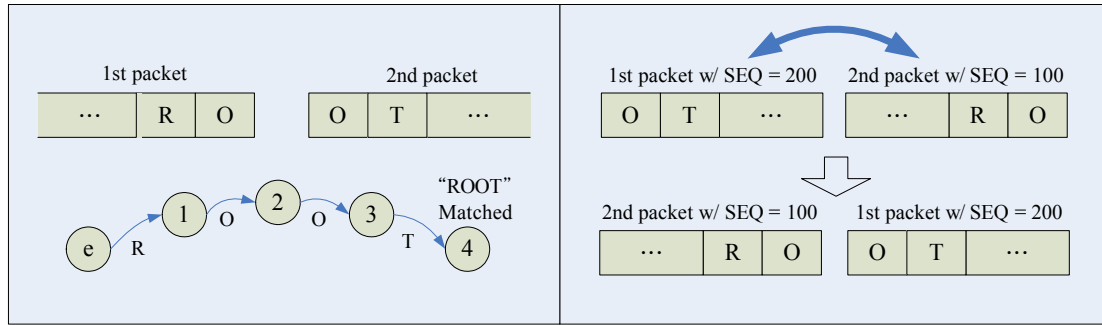 1st packet
2nd packet
... R O
O T ...
"ROOT"
Matched
e R 1 O 2 O 3 T 4
1st packet w/ SEQ = 200
2nd packet w/ SEQ = 100
O T ...
... R O
2nd packet w/ SEQ = 100
1st packet w/ SEQ = 200
... R O
O T ...